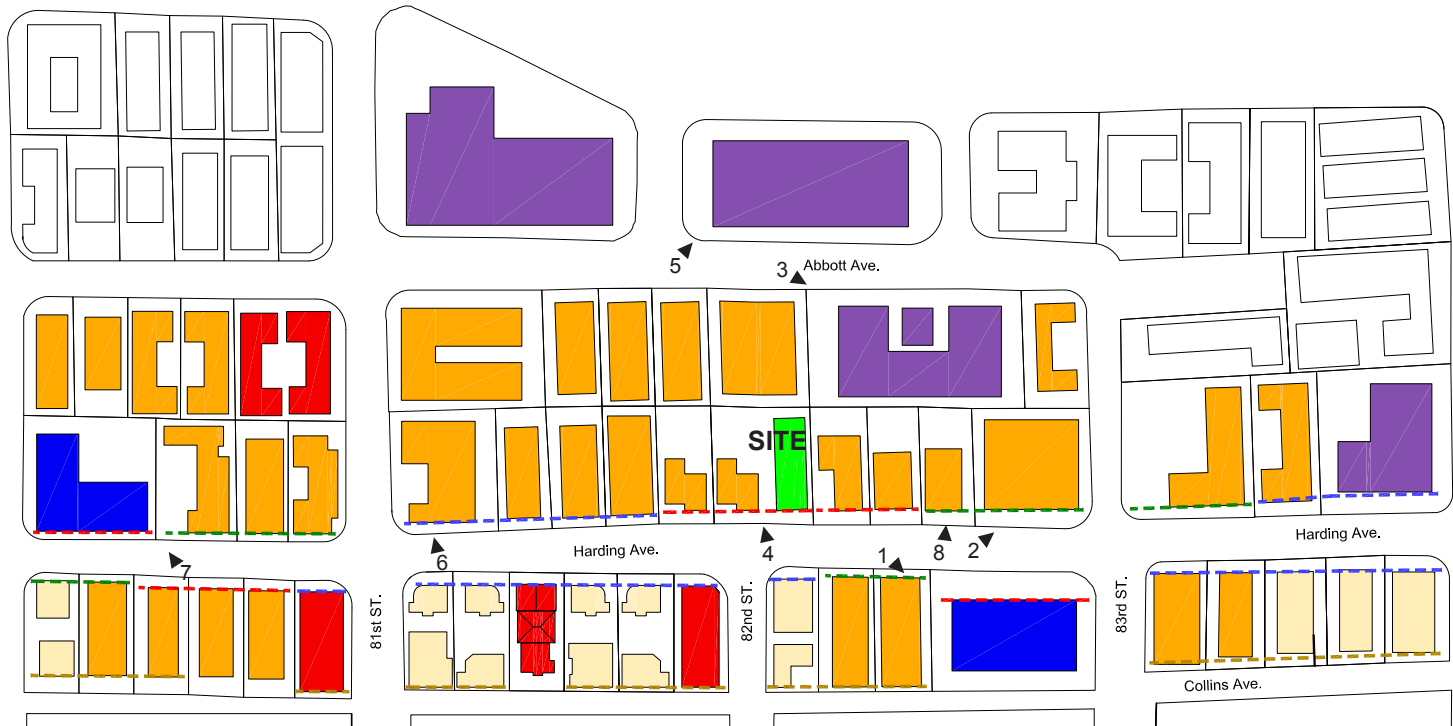 5
3
Abbott Ave.
SITE
Harding Ave.
Harding Ave.
6
4
1
8
2
7
81st ST.
82nd ST.
83rd ST.
Collins Ave.